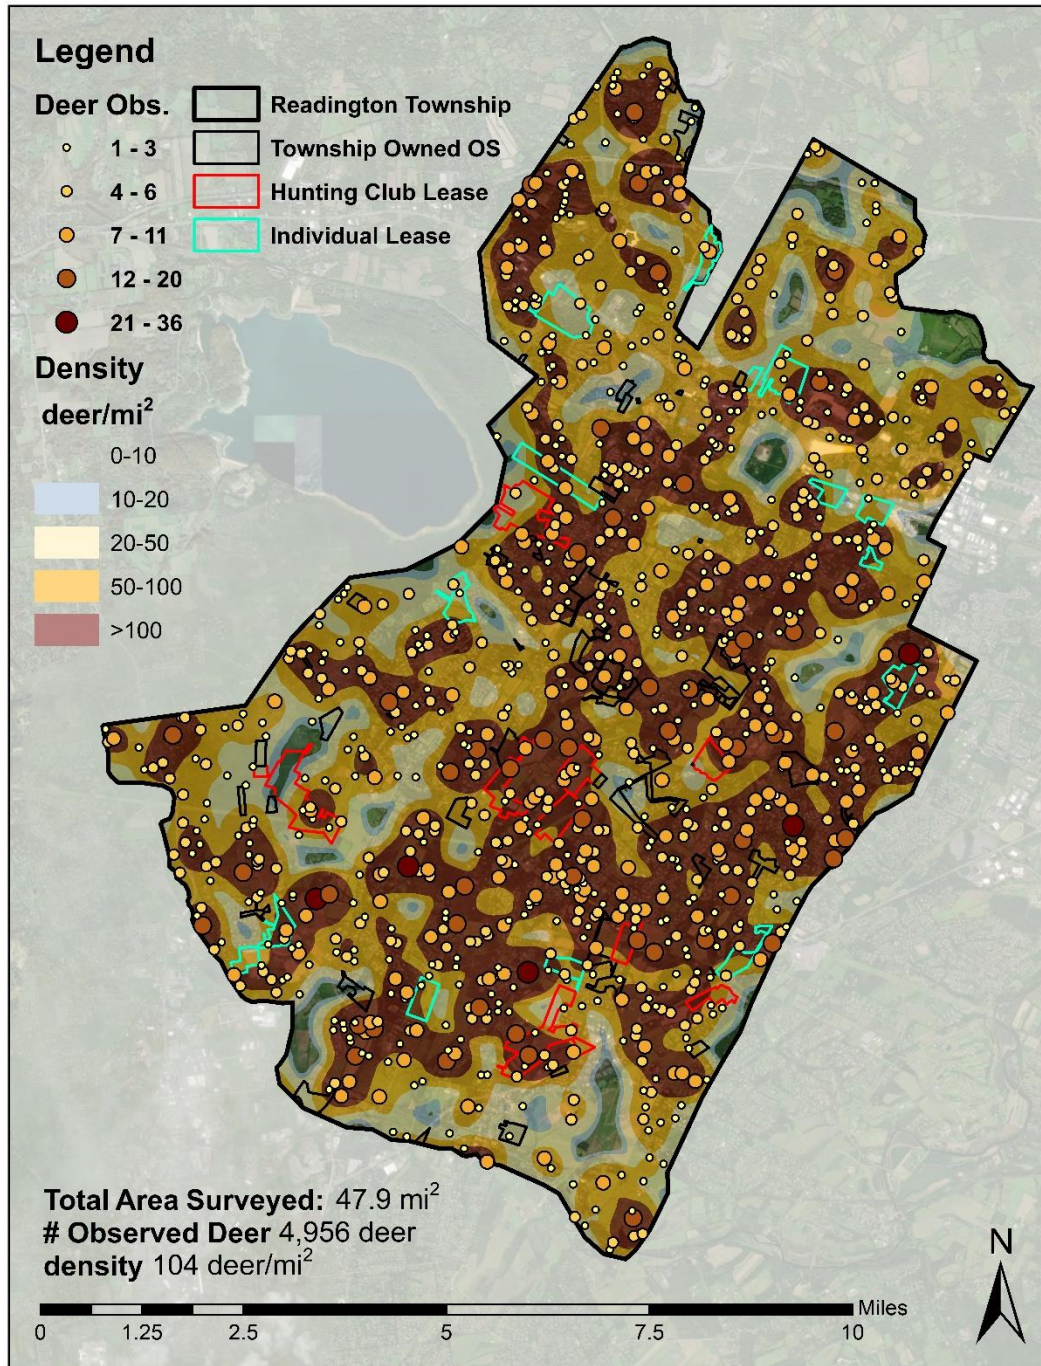 Legend
Deer Obs.
1 - 3
4 - 6
7 - 11
12 - 20
21 - 36
Readington Township
Township Owned OS
Hunting Club Lease
Individual Lease
Density
deer/mi²
0-10
10-20
20-50
50-100
>100
Total Area Surveyed: 47.9 mi²
# Observed Deer 4,956 deer
density 104 deer/mi²
N
Miles
0 1.25 2.5 5 7.5 10